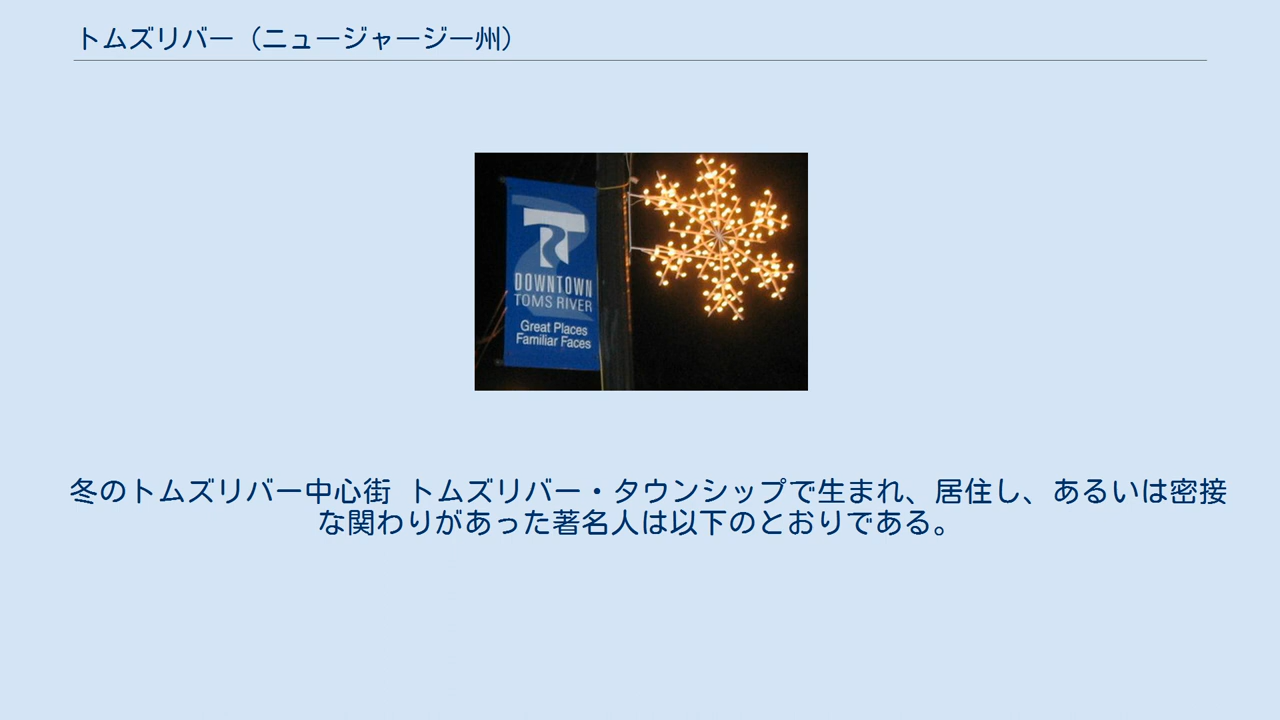 トムズリバー（ニュージャージー州）
DOWNTOWN
TOMS RIVER
Great Places
Familiar Faces
冬のトムズリバー中心街 トムズリバー・タウンシップで生まれ、居住し、あるいは密接
な関わりがあった著名人は以下のとおりである。